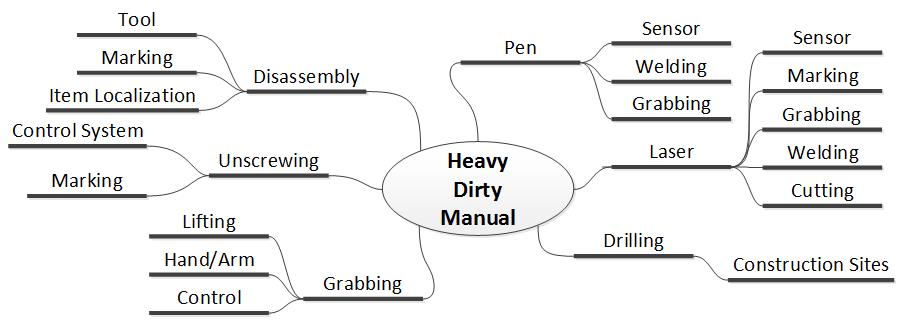 Tool
Marking
Item Localization
Disassembly
Control System
Marking
Unscrewing
Lifting
Hand/Arm
Control
Grabbing
Heavy
Dirty
Manual
Pen
Sensor
Welding
Grabbing
Laser
Sensor
Marking
Grabbing
Welding
Cutting
Drilling
Construction Sites